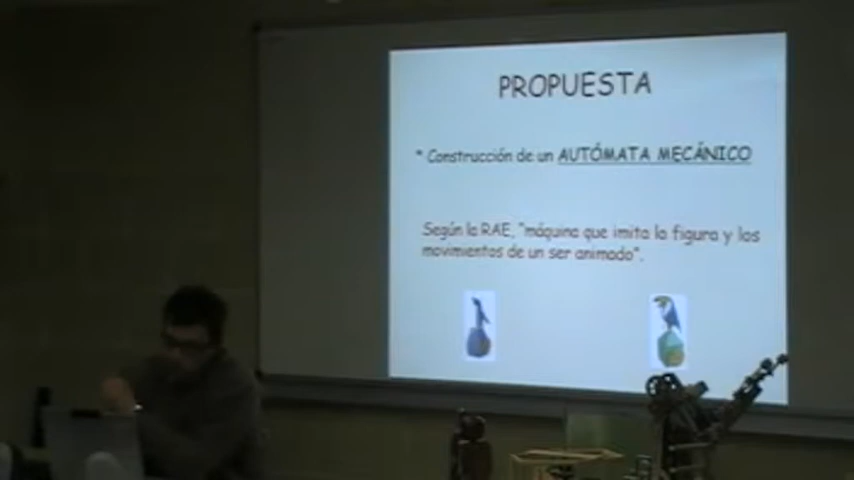 PROPUESTA
* Construcción de un AUTÓMATA MECÁNICO
Según la RAE, "máquina que imita la figura y los
movimientos de un ser animado".